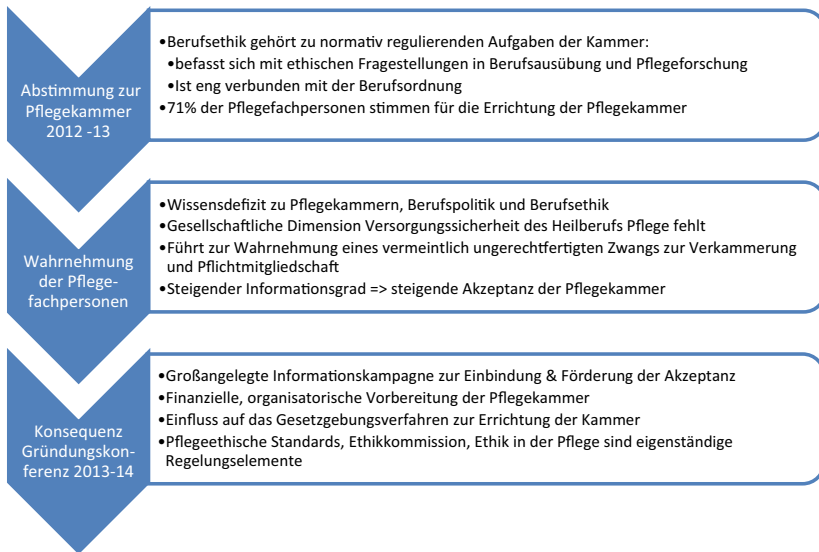 Abstimmung zur
Pflegekammer
2012 -13
•Berufsethik gehört zu normativ regulierenden Aufgaben der Kammer:
•befasst sich mit ethischen Fragestellungen in Berufsausübung und Pflegeforschung
•Ist eng verbunden mit der Berufsordnung
•71% der Pflegefachpersonen stimmen für die Errichtung der Pflegekammer
Wahrnehmung
der Pflege-
fachpersonen
•Wissensdefizit zu Pflegekammern, Berufspolitik und Berufsethik
•Gesellschaftliche Dimension Versorgungssicherheit des Heilberufs Pflege fehlt
•Führt zur Wahrnehmung eines vermeintlich ungerechtfertigten Zwangs zur Verkammerung
und Pflichtmitgliedschaft
•Steigender Informationsgrad => steigende Akzeptanz der Pflegekammer
Konsequenz
Gründungskon-
ferenz 2013-14
•Großangelegte Informationskampagne zur Einbindung & Förderung der Akzeptanz
•Finanzielle, organisatorische Vorbereitung der Pflegekammer
•Einfluss auf das Gesetzgebungsverfahren zur Errichtung der Kammer
•Pflegeethische Standards, Ethikkommission, Ethik in der Pflege sind eigenständige
Regelungselemente